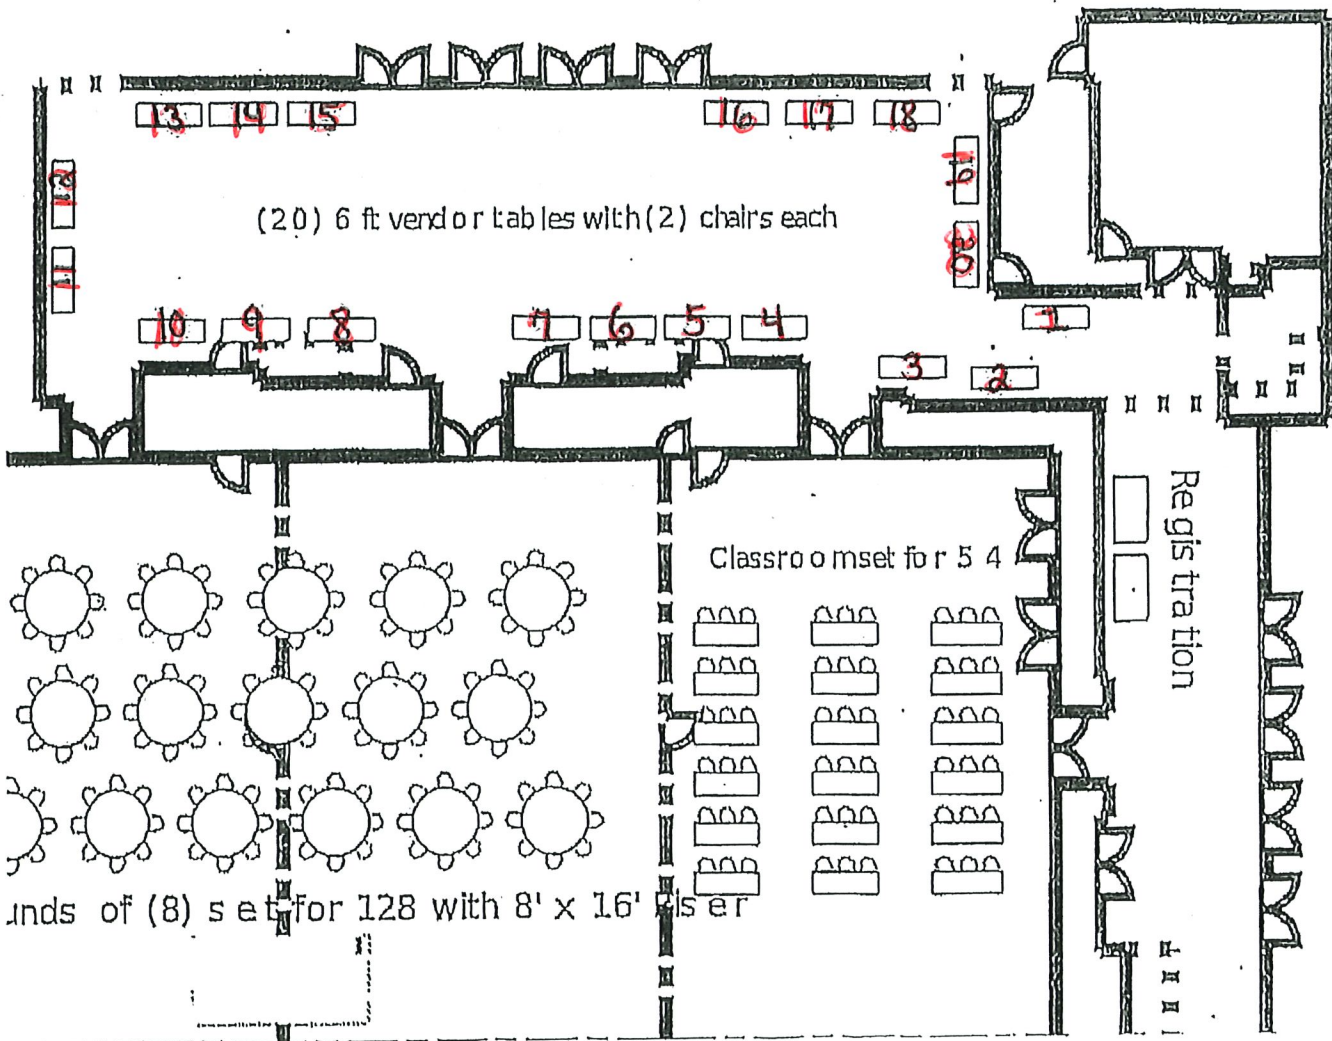 13 14 15 16 17 18
12
19
(20) 6 ft vendor tables with (2) chairs each
11
20
10 9 8 7 6 5 4
1
3
2
Registration
Classroom set for 54
unds of (8) set for 128 with 8' x 16' Riser